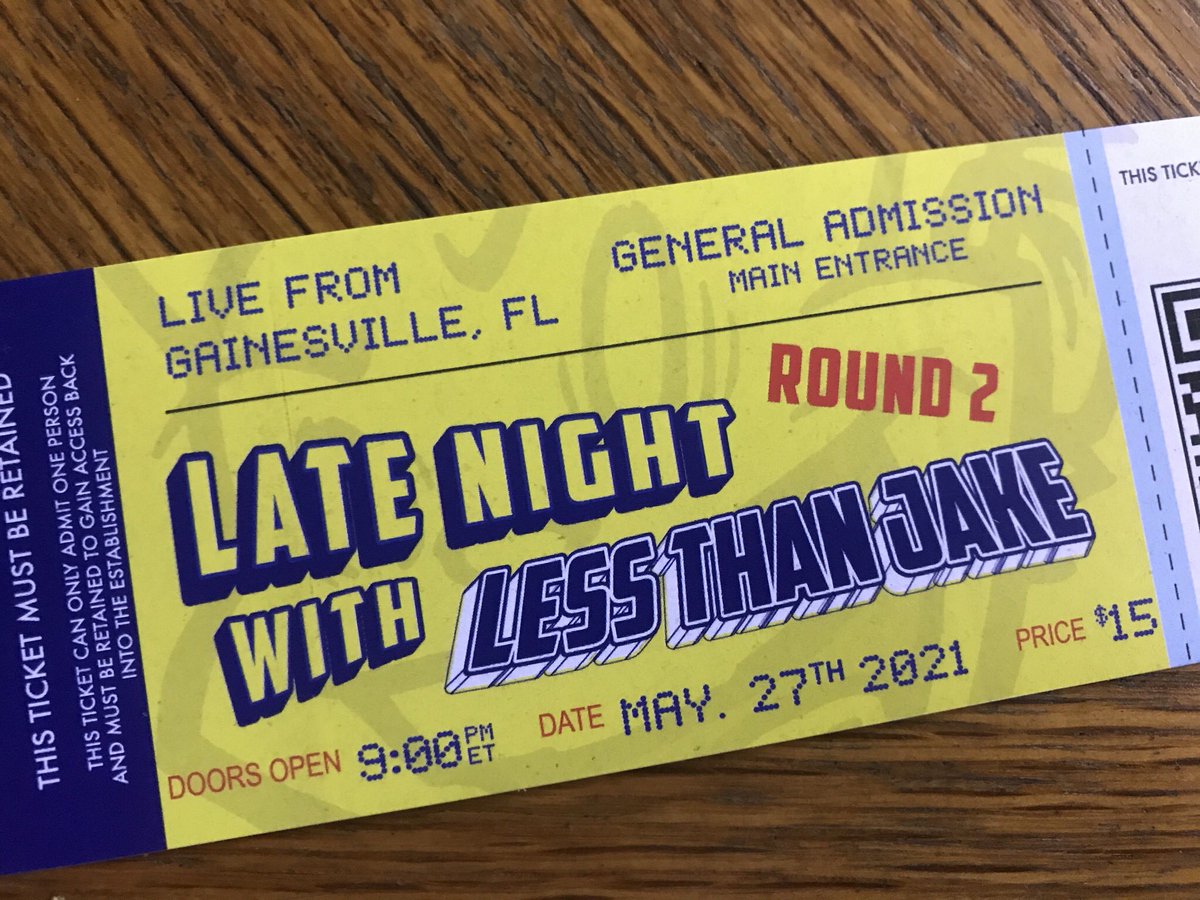 THIS TICKET MUST BE RETAINED
THIS TICKET CAN ONLY ADMIT ONE PERSON
AND MUST BE RETAINED TO GAIN ACCESS BACK
INTO THE ESTABLISHMENT
LIVE FROM
GAINESVILLE, FL
GENERAL ADMISSION
MAIN ENTRANCE
ROUND 2
LATE NIGHT
WITH LESS THAN JAKE
DOORS OPEN 9:00 PM ET DATE MAY. 27TH 2021 PRICE $15
THIS TICK